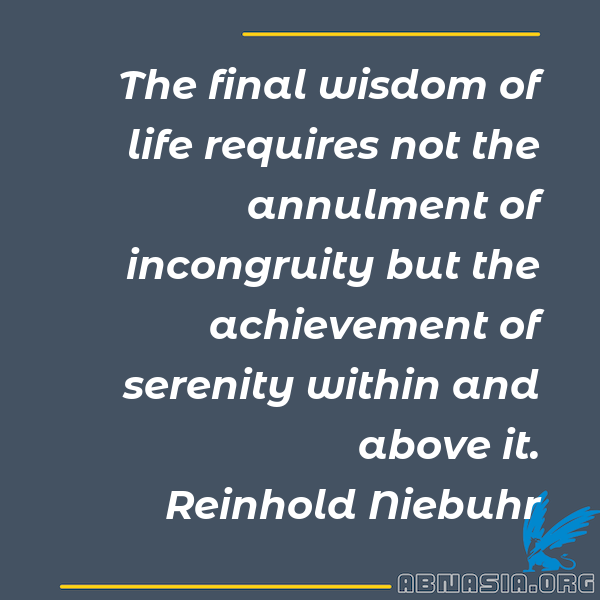 The final wisdom of
life requires not the
annulment of
incongruity but the
achievement of
serenity within and
above it.
Reinhold Niebuhr
ABNASIA.ORG